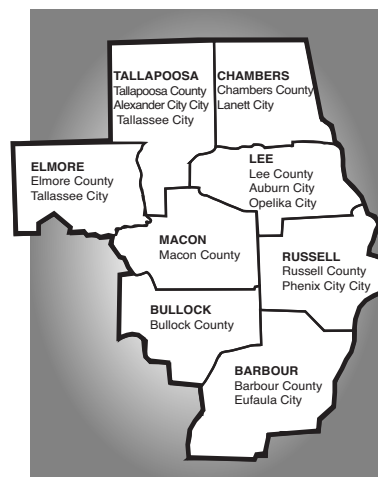 TALLAPOOSA
Tallapoosa County
Alexander City City
Tallassee City
CHAMBERS
Chambers County
Lanett City
ELMORE
Elmore County
Tallassee City
LEE
Lee County
Auburn City
Opelika City
MACON
Macon County
RUSSELL
Russell County
Phenix City City
BULLOCK
Bullock County
BARBOUR
Barbour County
Eufaula City